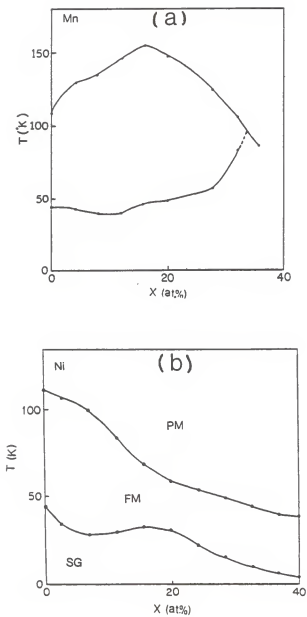 Mn
(a)
150
100
50
0
T(°K)
0
20
40
X (at.%)
Ni
(b)
PM
FM
SG
100
50
0
T (K)
0
20
40
X (at.%)